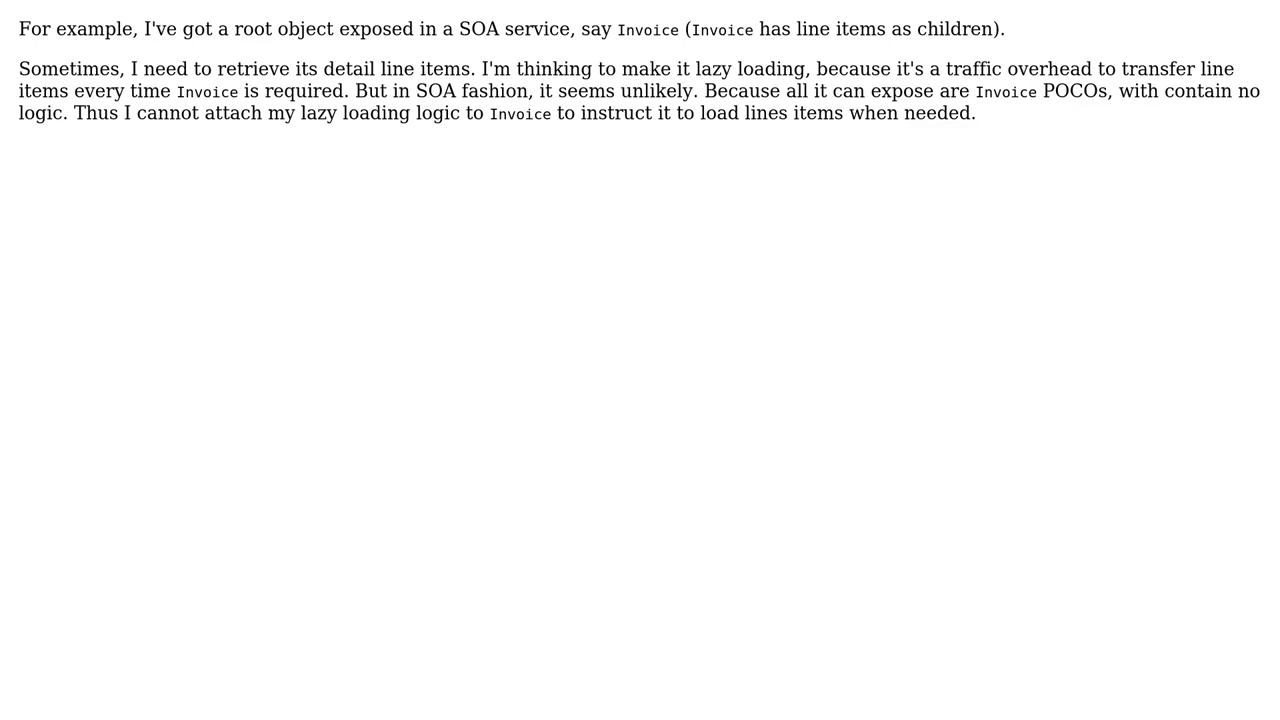 For example, I've got a root object exposed in a SOA service, say Invoice (Invoice has line items as children).
Sometimes, I need to retrieve its detail line items. I'm thinking to make it lazy loading, because it's a traffic overhead to transfer line
items every time Invoice is required. But in SOA fashion, it seems unlikely. Because all it can expose are Invoice POCOs, with contain no
logic. Thus I cannot attach my lazy loading logic to Invoice to instruct it to load lines items when needed.